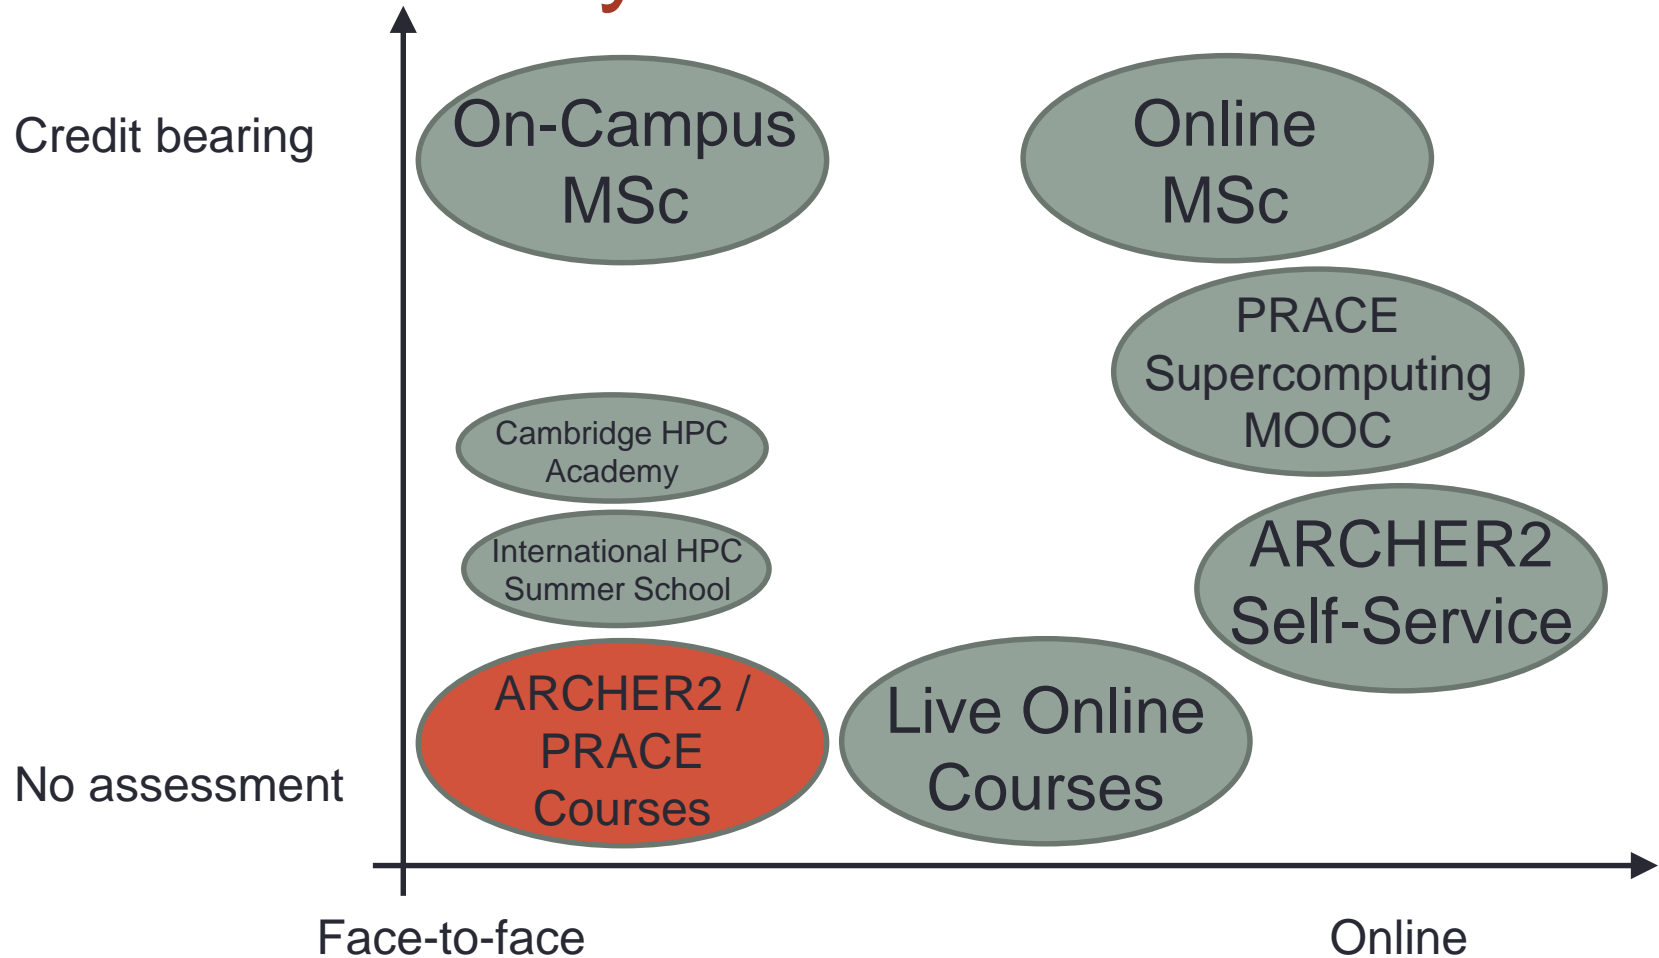 Credit bearing
On-Campus
MSc
Online
MSc
PRACE
Supercomputing
MOOC
Cambridge HPC
Academy
International HPC
Summer School
ARCHER2
Self-Service
ARCHER2 /
PRACE
Courses
Live Online
Courses
No assessment
Face-to-face
Online